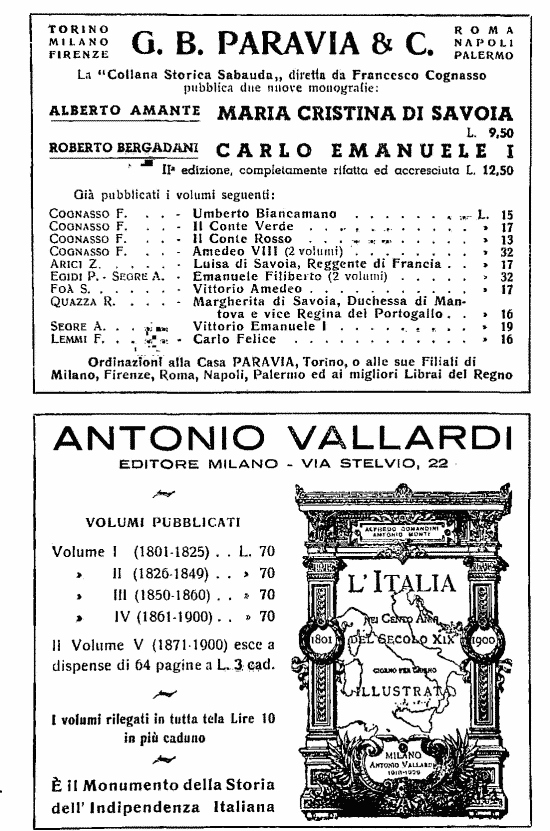 TORINO
MILANO
FIRENZE
G. B. PARAVIA & C.
ROMA
NAPOLI
PALERMO
La "Collana Storica Sabauda,, diretta da Francesco Cognasso
pubblica due nuove monografie:
ALBERTO AMANTE MARIA CRISTINA DI SAVOIA
L. 9,50
ROBERTO BERGADANI CARLO EMANUELE I
IIª edizione, completamente rifatta ed accresciuta L. 12,50
Già pubblicati i volumi seguenti:
COGNASSO F. . . . - Umberto Biancamano . . . . . . . . L. 15
COGNASSO F. . . . - Il Conte Verde . . . . . . . . . » 17
COGNASSO F. . . . - Il Conte Rosso . . . . . . . . . » 13
COGNASSO F. . . . - Amedeo VIII (2 volumi) . . . . . . . » 32
ARICI Z. . . . . . - Luisa di Savoia, Reggente di Francia . . » 17
EGIDI P. - SEGRE A. - Emanuele Filiberto (2 volumi) . . . . . » 32
FOÀ S. . . . . . - Vittorio Amedeo . . . . . . . . . » 17
QUAZZA R. . . . . - Margherita di Savoia, Duchessa di Man-
tova e vice Regina del Portogallo . . » 16
SEGRE A. . . . - Vittorio Emanuele I . . . . . . . » 19
LEMMI F. . . . - Carlo Felice . . . . . . . . . . » 16
Ordinazioni alla Casa PARAVIA, Torino, o alle sue Filiali di
Milano, Firenze, Roma, Napoli, Palermo ed ai migliori Librai del Regno
ANTONIO VALLARDI
EDITORE MILANO - VIA STELVIO, 22
VOLUMI PUBBLICATI
Volume I (1801-1825) . . L. 70
» II (1826-1849) . . » 70
» III (1850-1860) . . » 70
» IV (1861-1900) . . » 70
Il Volume V (1871-1900) esce a
dispense di 64 pagine a L. 3 cad.
I volumi rilegati in tutta tela Lire 10
in più caduno
È il Monumento della Storia
dell' Indipendenza Italiana
ALFREDO COMANDINI
ANTONIO MONTI
L'ITALIA
NEI CENTO ANNI
1801 DEL SECOLO XIX 1900
GIORNO PER GIORNO
ILLUSTRATA
MILANO
ANTONIO VALLARDI